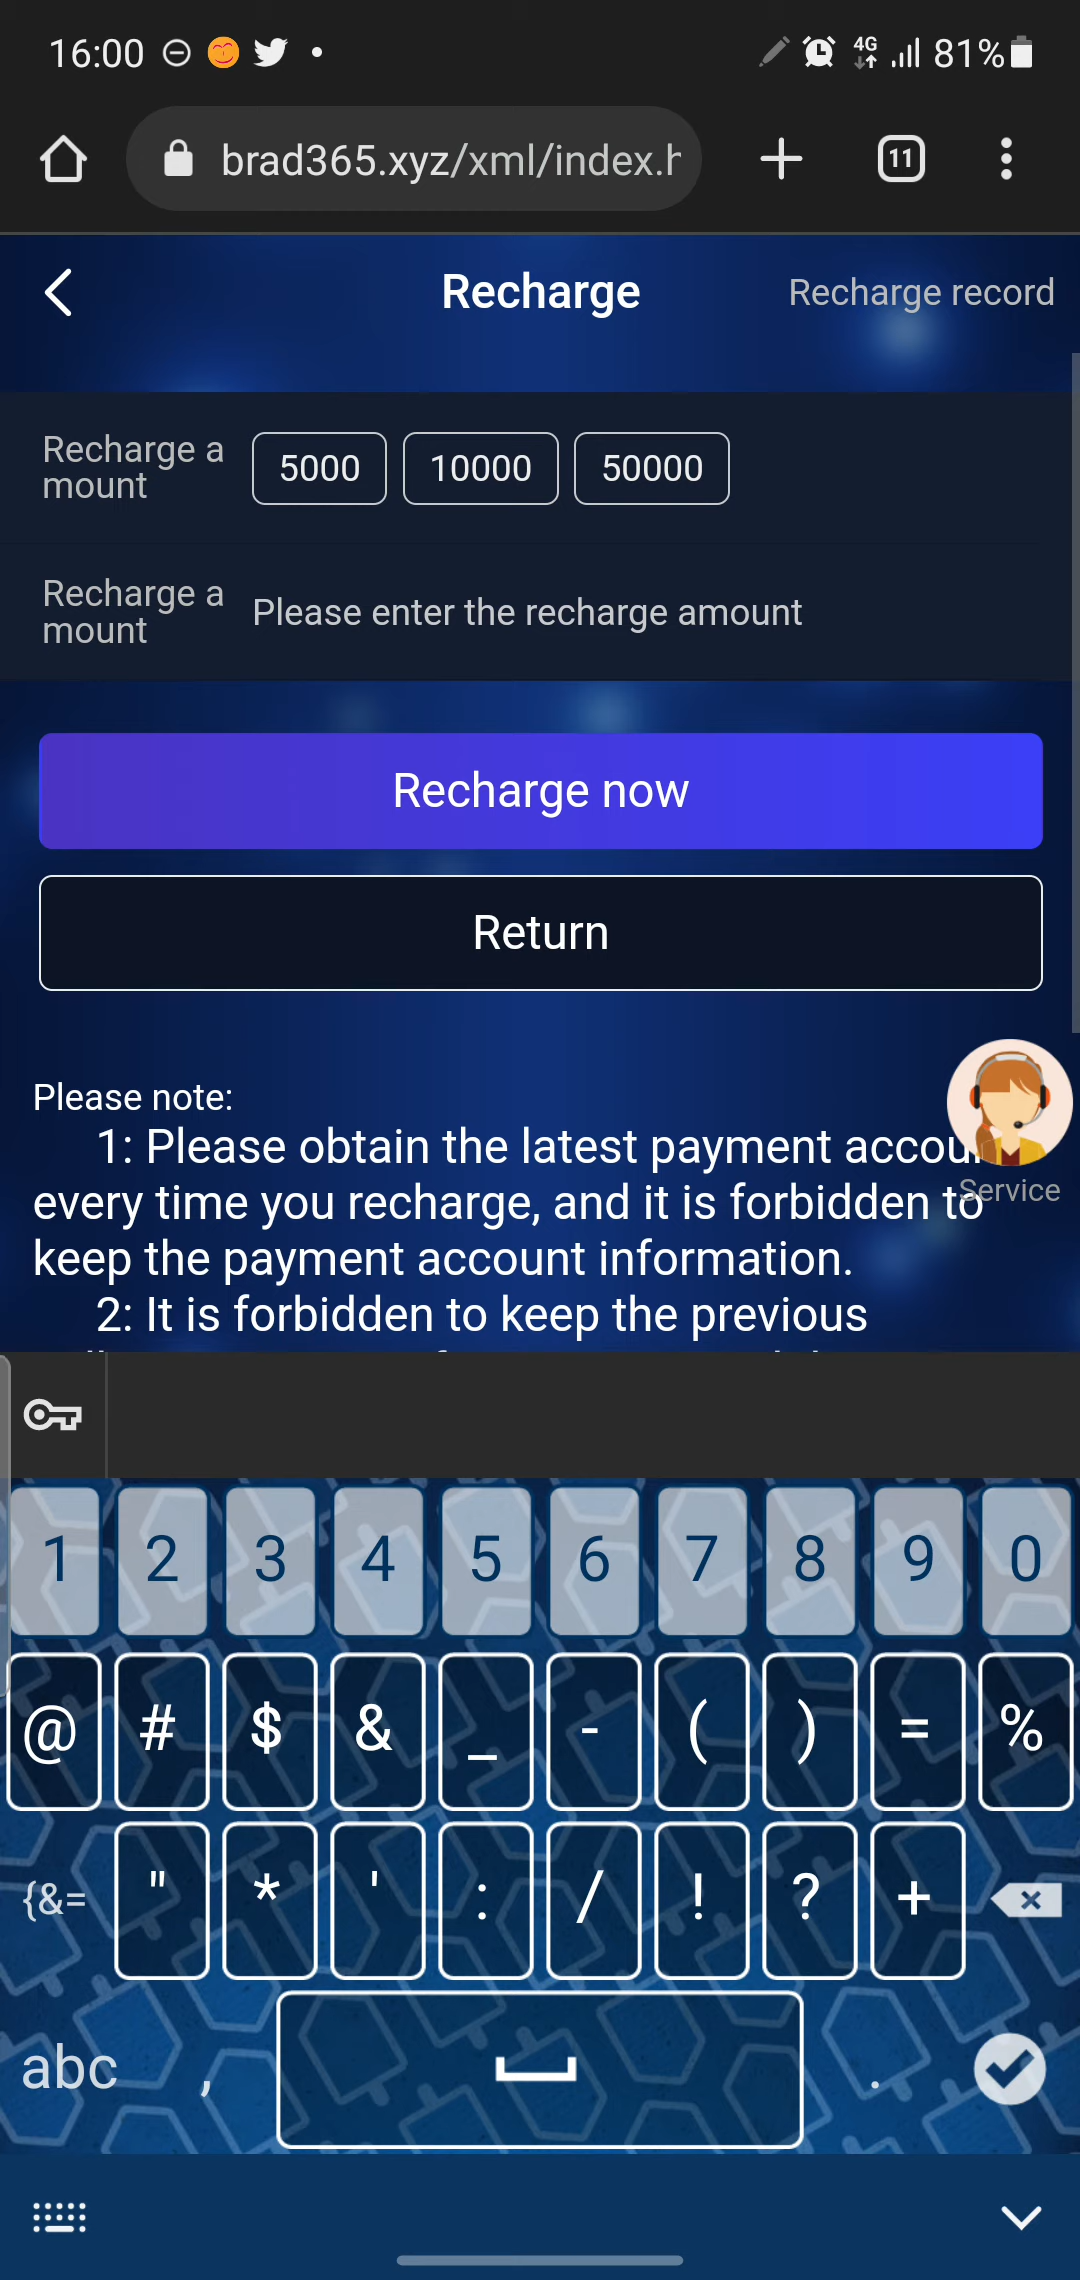 16:00 4G 81%
brad365.xyz/xml/index.h 11
Recharge Recharge record
Recharge a
mount
5000 10000 50000
Recharge a
mount
Please enter the recharge amount
Recharge now
Return
Please note:
1: Please obtain the latest payment accou
every time you recharge, and it is forbidden to
keep the payment account information.
2: It is forbidden to keep the previous
Service
1 2 3 4 5 6 7 8 9 0
@ # $ & _ - ( ) = %
{&= " * ' : / ! ? +
abc , .